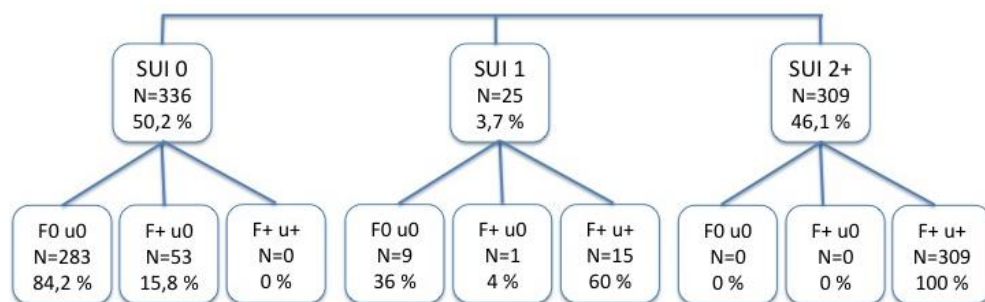 SUI 0
N=336
50,2 %
SUI 1
N=25
3,7 %
SUI 2+
N=309
46,1 %
F0 u0
N=283
84,2 %
F+ u0
N=53
15,8 %
F+ u+
N=0
0 %
F0 u0
N=9
36 %
F+ u0
N=1
4 %
F+ u+
N=15
60 %
F0 u0
N=0
0 %
F+ u0
N=0
0 %
F+ u+
N=309
100 %